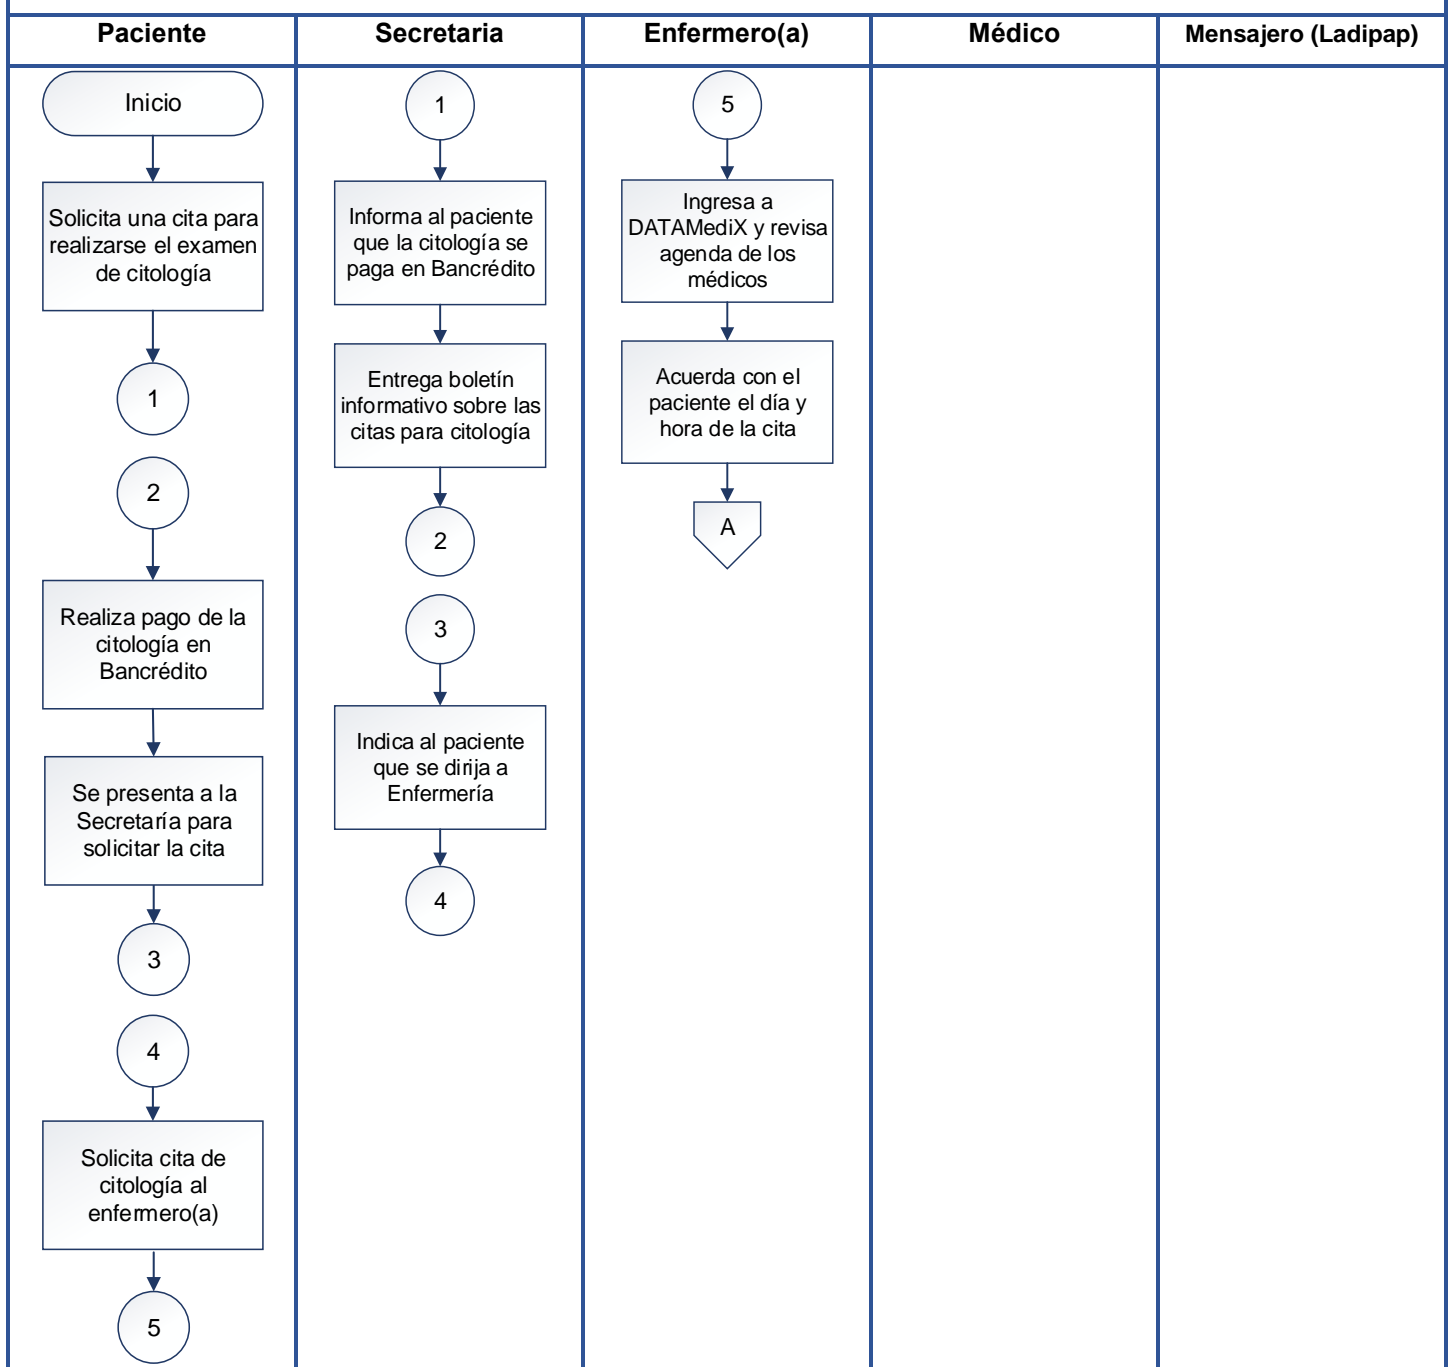 Paciente
Secretaria
Enfermero(a)
Médico
Mensajero (Ladipap)
Inicio
Solicita una cita para
realizarse el examen
de citología
1
2
Realiza pago de la
citología en
Bancrédito
Se presenta a la
Secretaría para
solicitar la cita
3
4
Solicita cita de
citología al
enfermero(a)
5
1
Informa al paciente
que la citología se
paga en Bancrédito
Entrega boletín
informativo sobre las
citas para citología
2
3
Indica al paciente
que se dirija a
Enfermería
4
5
Ingresa a
DATAMediX y revisa
agenda de los
médicos
Acuerda con el
paciente el día y
hora de la cita
A